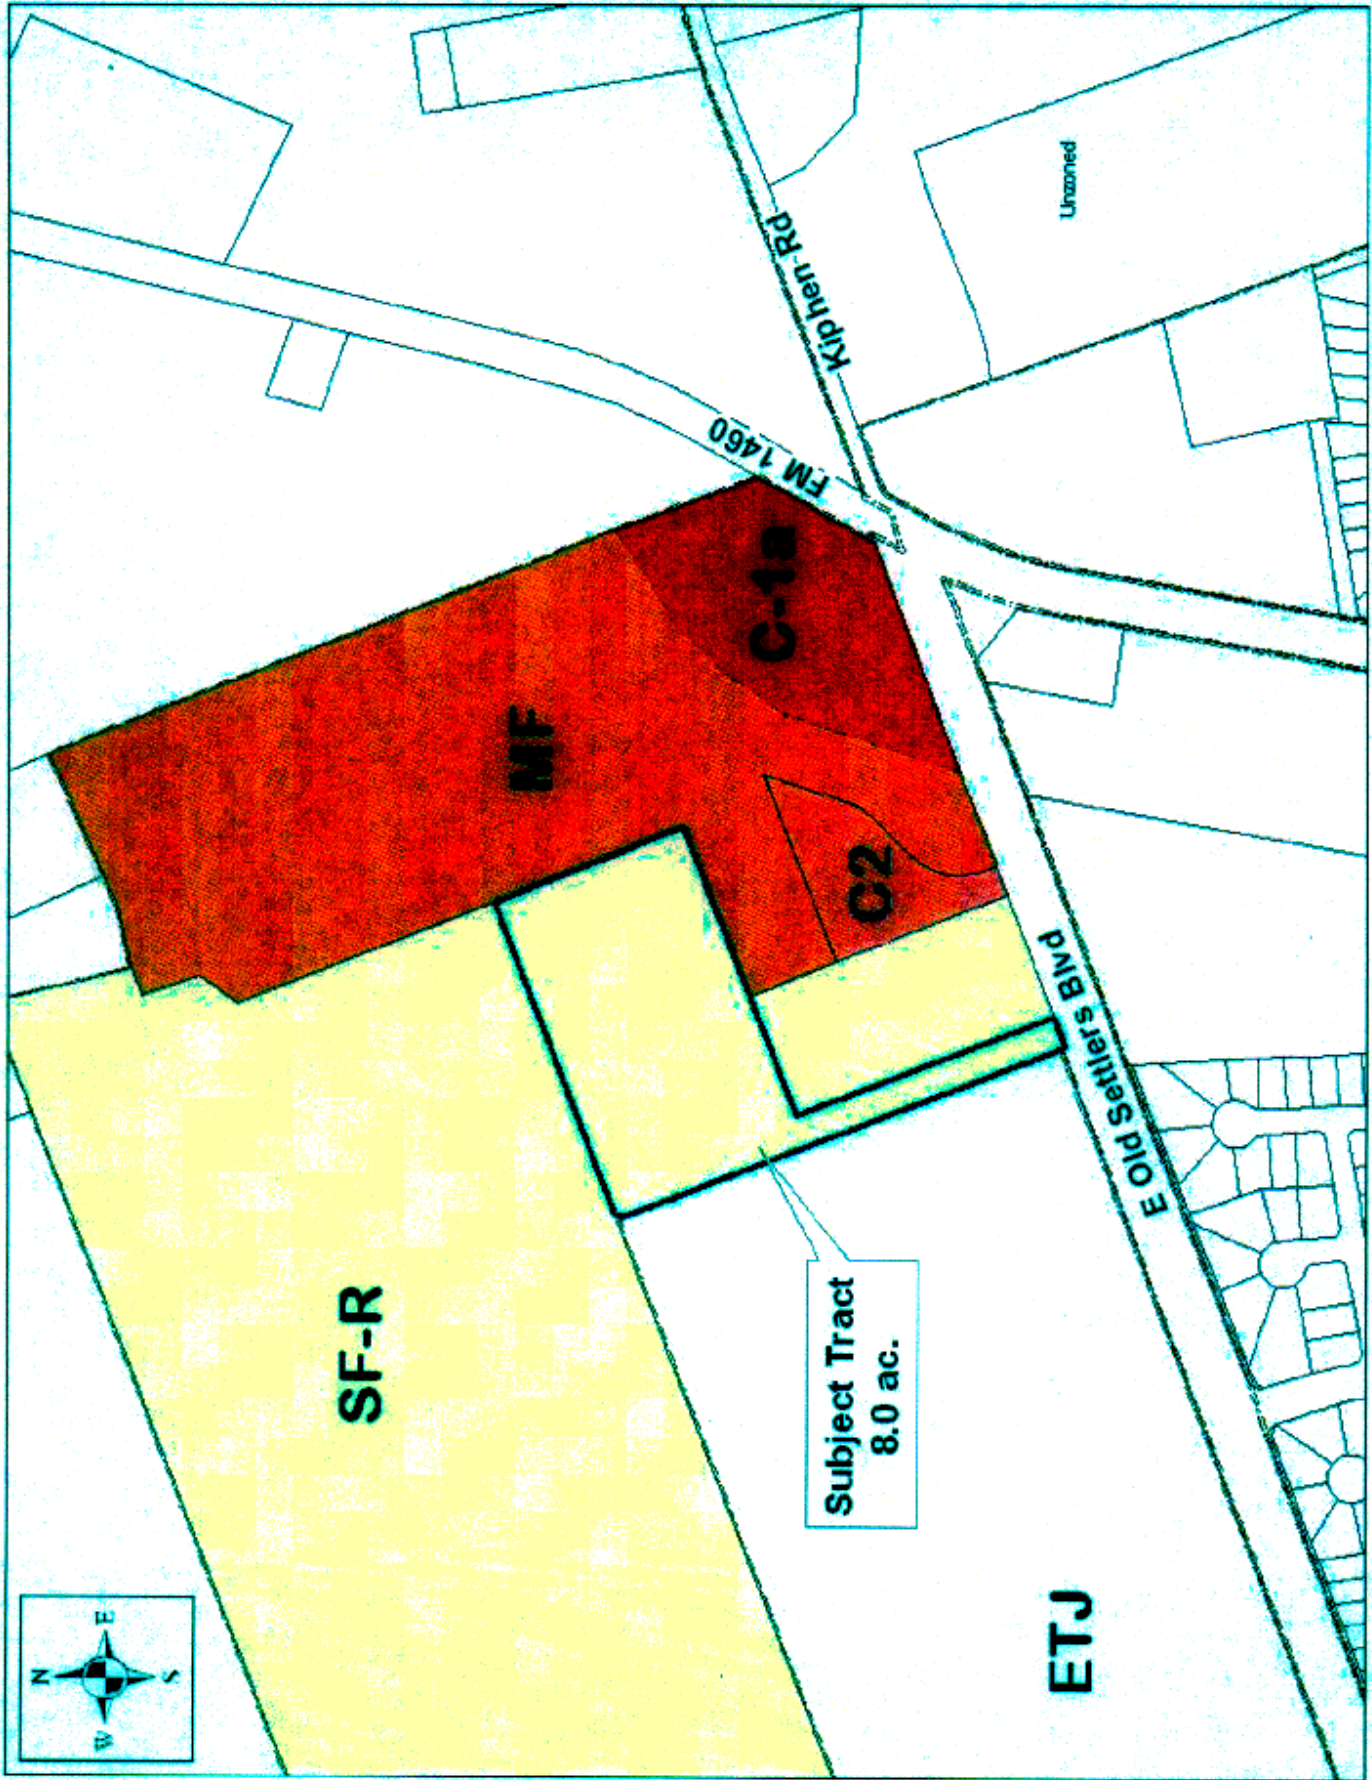 N
W E
S
SF-R
MF
C-1a
C2
FM 1460
Kiphen Rd
Unzoned
E Old Settlers Blvd
Subject Tract
8.0 ac.
ETJ